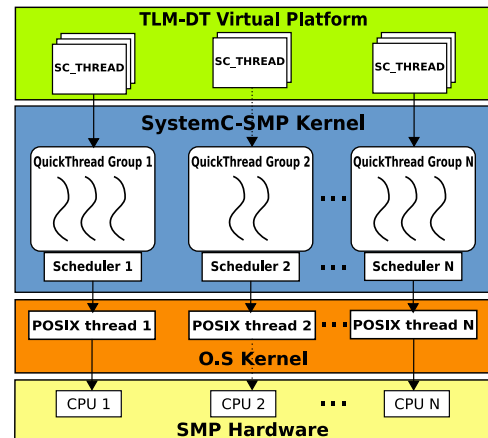 TLM-DT Virtual Platform
SC_THREAD
SC_THREAD
SC_THREAD
SystemC-SMP Kernel
QuickThread Group 1
QuickThread Group 2
QuickThread Group N
...
Scheduler 1
Scheduler 2
...
Scheduler N
POSIX thread 1
POSIX thread 2
...
POSIX thread N
O.S Kernel
CPU 1
CPU 2
...
CPU N
SMP Hardware